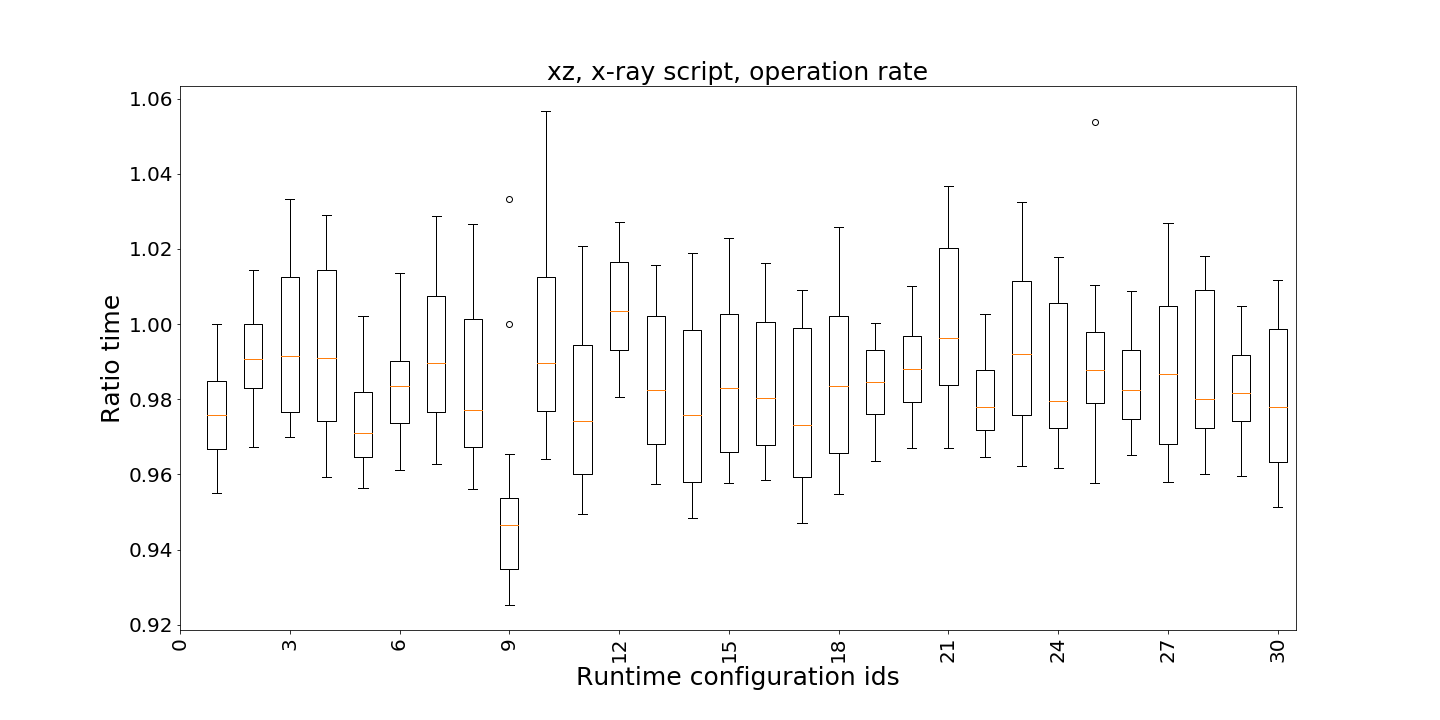 xz, x-ray script, operation rate
Ratio time
1.06
1.04
1.02
1.00
0.98
0.96
0.94
0.92
0 3 6 9 12 15 18 21 24 27 30
Runtime configuration ids